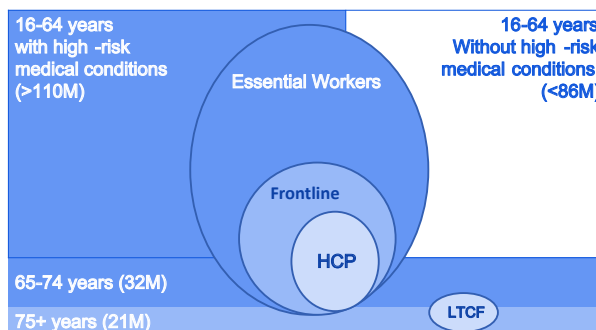 16-64 years
with high -risk
medical conditions
(>110M)
16-64 years
Without high -risk
medical conditions
(<86M)
Essential Workers
Frontline
HCP
65-74 years (32M)
LTCF
75+ years (21M)